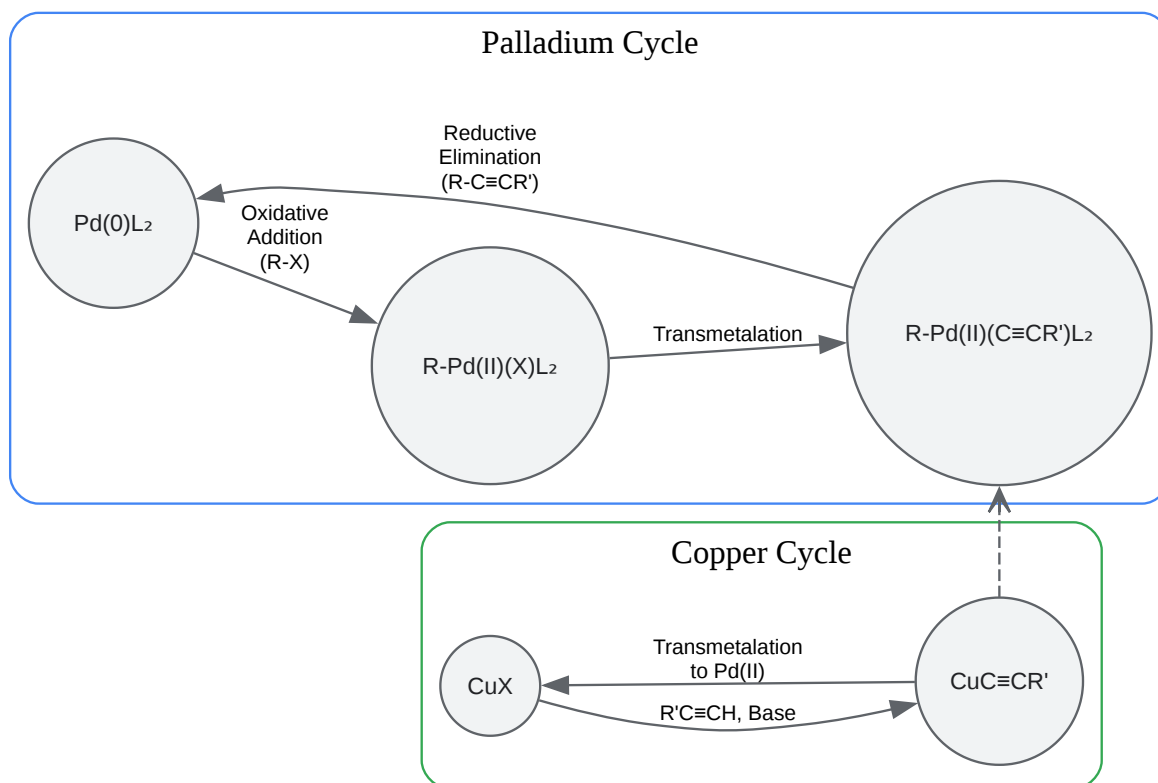 Palladium Cycle
Reductive
Elimination
(R-C≡CR')
Oxidative
Addition
(R-X)
Pd(0)L₂
R-Pd(II)(X)L₂
Transmetalation
R-Pd(II)(C≡CR')L₂
Copper Cycle
Transmetalation
to Pd(II)
CuX
CuC≡CR'
R'C≡CH, Base